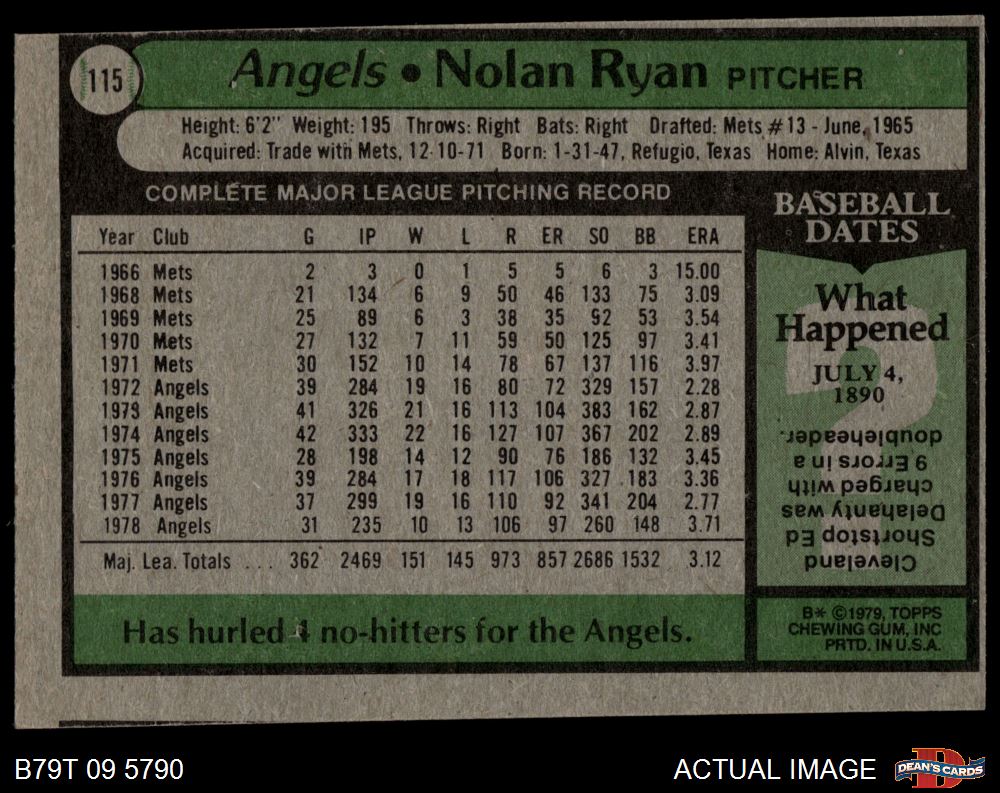 115
Angels • Nolan Ryan PITCHER
Height: 6'2" Weight: 195 Throws: Right Bats: Right Drafted: Mets #13 - June, 1965
Acquired: Trade with Mets, 12-10-71 Born: 1-31-47, Refugio, Texas Home: Alvin, Texas
COMPLETE MAJOR LEAGUE PITCHING RECORD
Year Club G IP W L R ER SO BB ERA
1966 Mets 2 3 0 1 5 5 6 3 15.00
1968 Mets 21 134 6 9 50 46 133 75 3.09
1969 Mets 25 89 6 3 38 35 92 53 3.54
1970 Mets 27 132 7 11 59 50 125 97 3.41
1971 Mets 30 152 10 14 78 67 137 116 3.97
1972 Angels 39 284 19 16 80 72 329 157 2.28
1973 Angels 41 326 21 16 113 104 383 162 2.87
1974 Angels 42 333 22 16 127 107 367 202 2.89
1975 Angels 28 198 14 12 90 76 186 132 3.45
1976 Angels 39 284 17 18 117 106 327 183 3.36
1977 Angels 37 299 19 16 110 92 341 204 2.77
1978 Angels 31 235 10 13 106 97 260 148 3.71
Maj. Lea. Totals ... 362 2469 151 145 973 857 2686 1532 3.12
Has hurled 4 no-hitters for the Angels.
BASEBALL
DATES
What
Happened
?
JULY 4,
1890
Cleveland
Shortstop Ed
Delahanty was
charged with
9 Errors in a
doubleheader.
B* ©1979, TOPPS
CHEWING GUM, INC
PRTD. IN U.S.A.
B79T 09 5790
ACTUAL IMAGE
D
DEAN'S CARDS